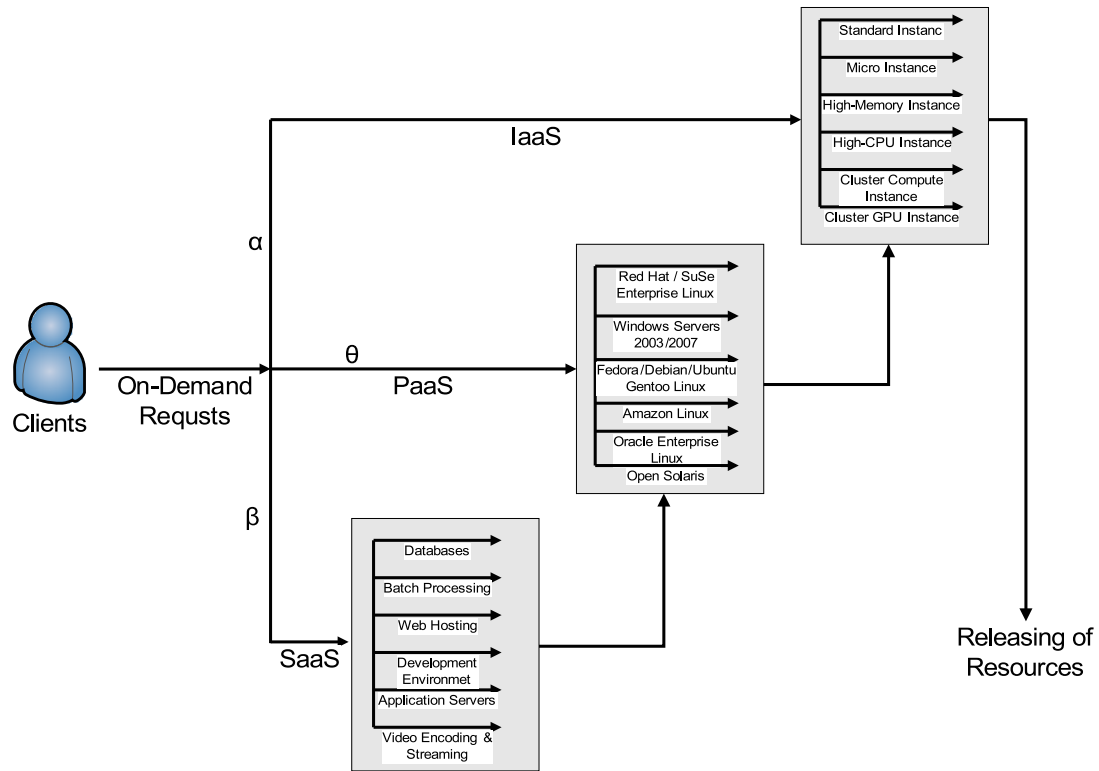 Standard Instanc
Micro Instance
High-Memory Instance
IaaS
High-CPU Instance
Cluster Compute
Instance
Cluster GPU Instance
α
Red Hat / SuSe
Enterprise Linux
Windows Servers
2003/2007
θ
Fedora/Debian/Ubuntu
Gentoo Linux
PaaS
On-Demand
Requsts
Clients
Amazon Linux
Oracle Enterprise
Linux
Open Solaris
β
Databases
Batch Processing
Web Hosting
SaaS
Development
Environmet
Application Servers
Video Encoding &
Streaming
Releasing of
Resources